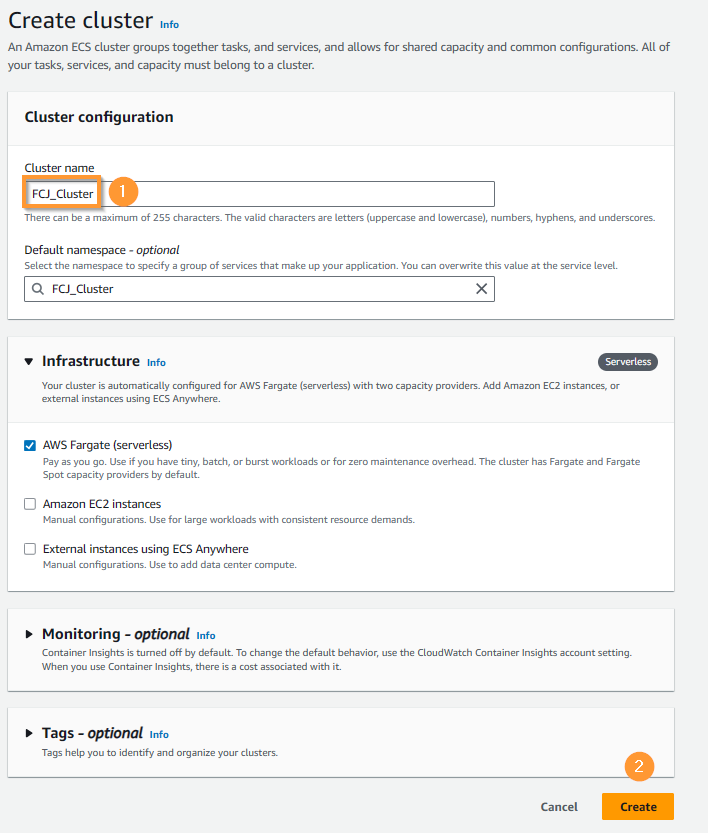 Create cluster Info
An Amazon ECS cluster groups together tasks, and services, and allows for shared capacity and common configurations. All of
your tasks, services, and capacity must belong to a cluster.
Cluster configuration
Cluster name
FCJ_Cluster 1
There can be a maximum of 255 characters. The valid characters are letters (uppercase and lowercase), numbers, hyphens, and underscores.
Default namespace - optional
Select the namespace to specify a group of services that make up your application. You can overwrite this value at the service level.
FCJ_Cluster
Infrastructure Info Serverless
Your cluster is automatically configured for AWS Fargate (serverless) with two capacity providers. Add Amazon EC2 instances, or
external instances using ECS Anywhere.
AWS Fargate (serverless)
Pay as you go. Use if you have tiny, batch, or burst workloads or for zero maintenance overhead. The cluster has Fargate and Fargate
Spot capacity providers by default.
Amazon EC2 instances
Manual configurations. Use for large workloads with consistent resource demands.
External instances using ECS Anywhere
Manual configurations. Use to add data center compute.
Monitoring - optional Info
Container Insights is turned off by default. To change the default behavior, use the CloudWatch Container Insights account setting.
When you use Container Insights, there is a cost associated with it.
Tags - optional Info
Tags help you to identify and organize your clusters.
2
Cancel Create